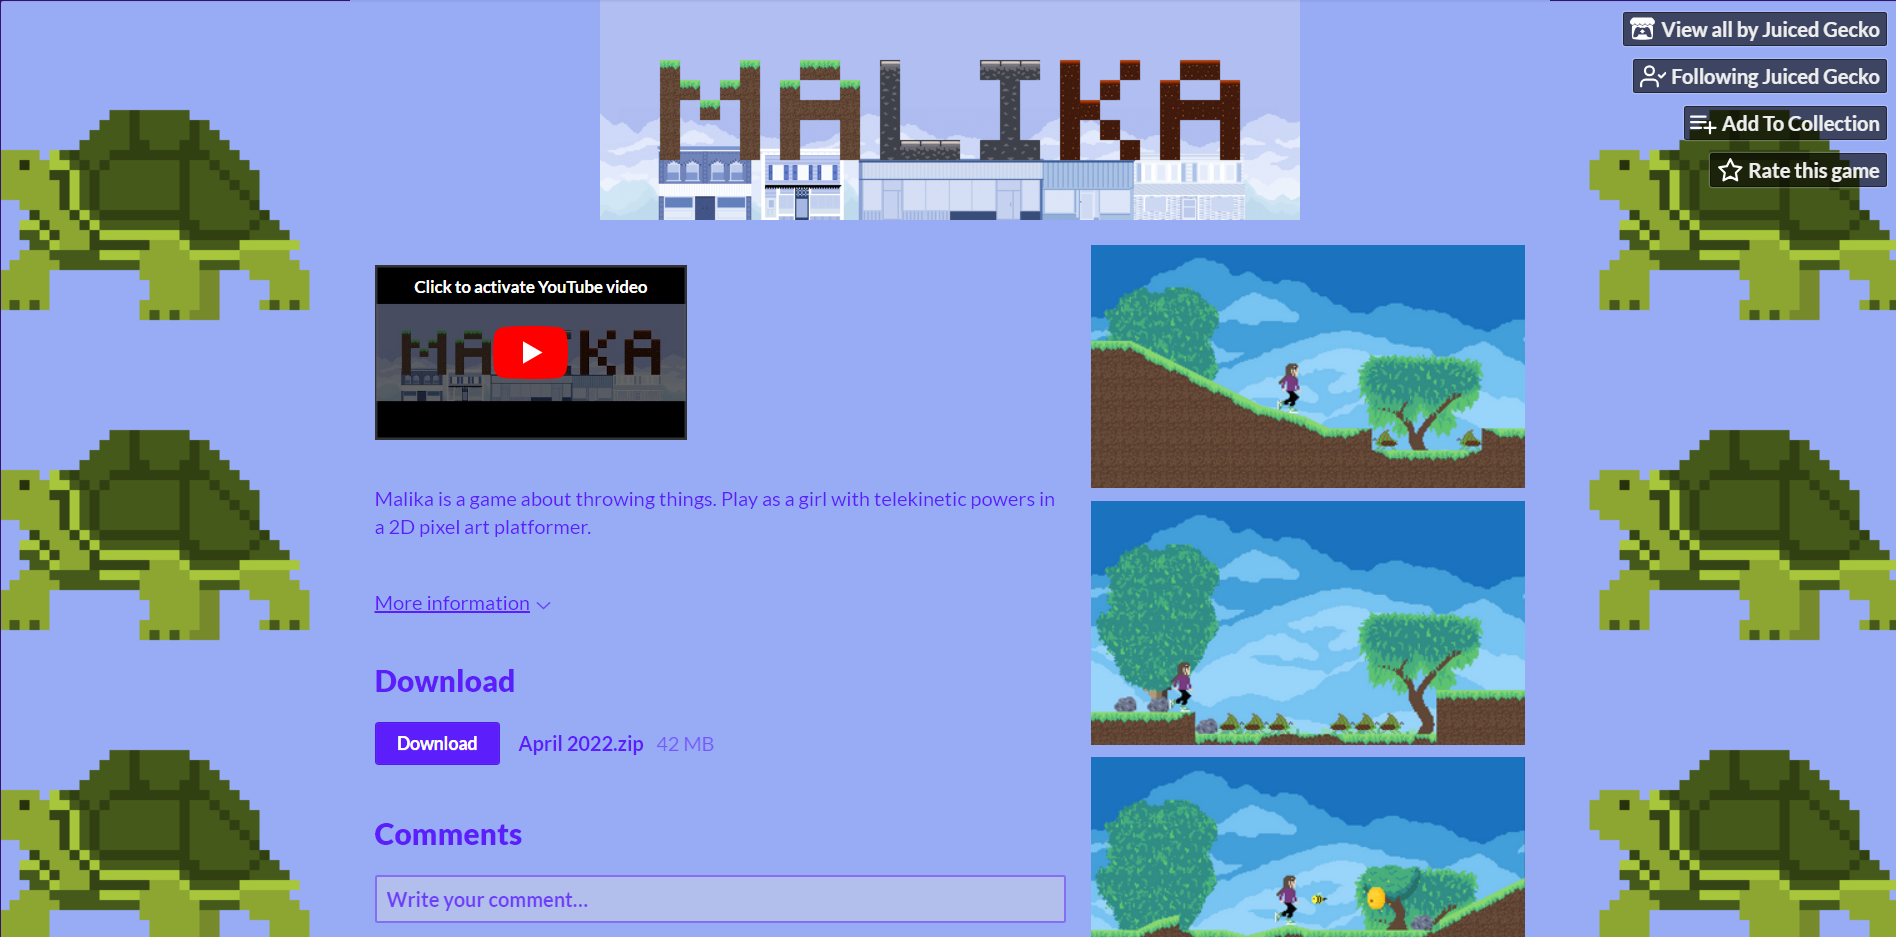 MALIKA
View all by Juiced Gecko
Following Juiced Gecko
Add To Collection
Rate this game
Click to activate YouTube video
MALIKA
Malika is a game about throwing things. Play as a girl with telekinetic powers in
a 2D pixel art platformer.
More information
Download
Download April 2022.zip 42 MB
Comments
Write your comment...